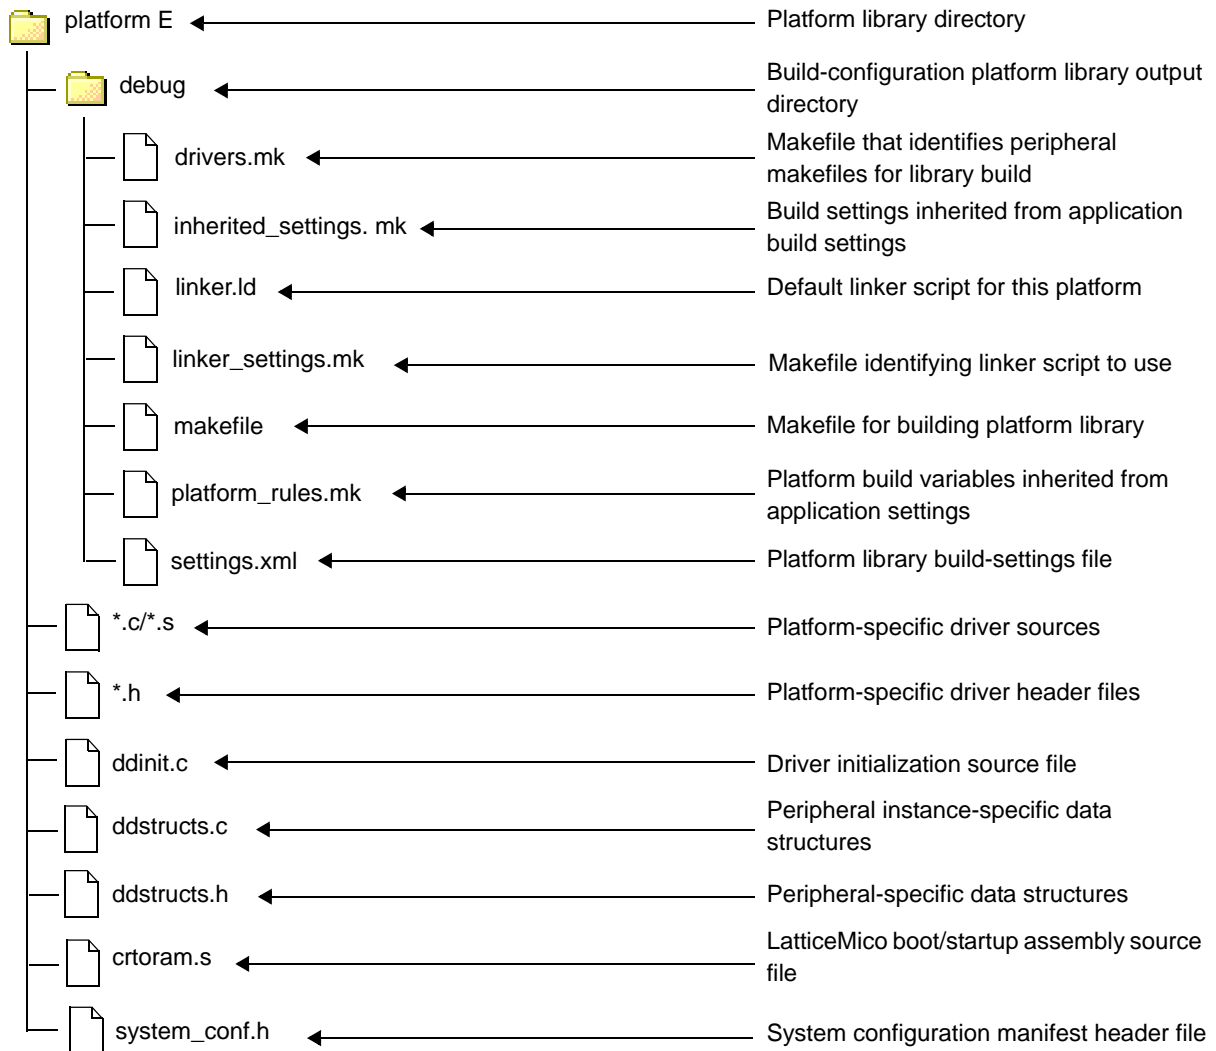 platform E
Platform library directory
debug
Build-configuration platform library output
directory
drivers.mk
Makefile that identifies peripheral
makefiles for library build
inherited_settings. mk
Build settings inherited from application
build settings
linker.ld
Default linker script for this platform
linker_settings.mk
Makefile identifying linker script to use
makefile
Makefile for building platform library
platform_rules.mk
Platform build variables inherited from
application settings
settings.xml
Platform library build-settings file
*.c/*.s
Platform-specific driver sources
*.h
Platform-specific driver header files
ddinit.c
Driver initialization source file
ddstructs.c
Peripheral instance-specific data
structures
ddstructs.h
Peripheral-specific data structures
crtoram.s
LatticeMico boot/startup assembly source
file
system_conf.h
System configuration manifest header file